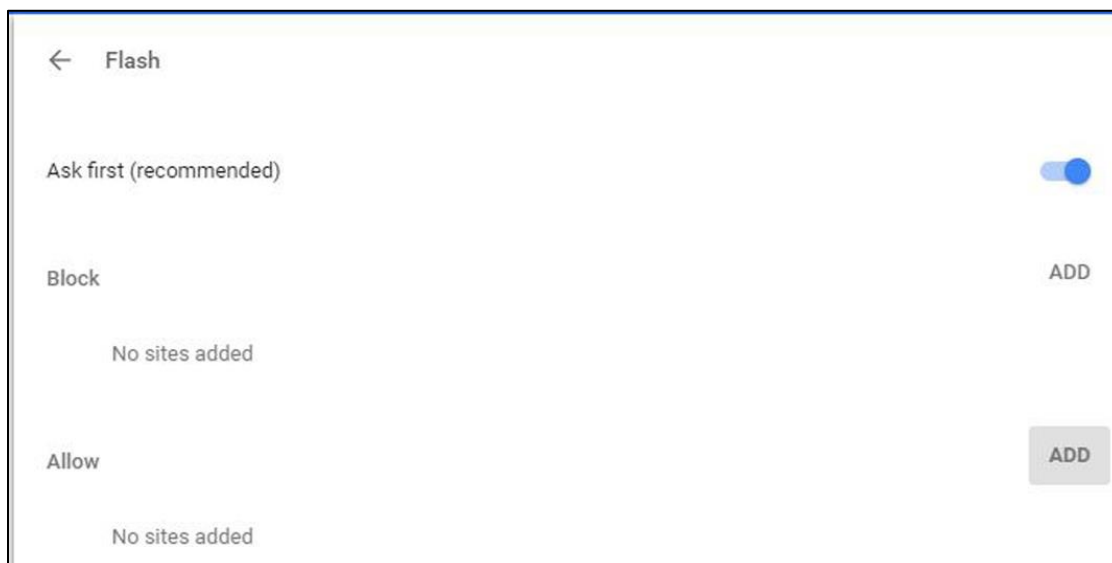 Flash
Ask first (recommended)
Block
ADD
No sites added
Allow
ADD
No sites added